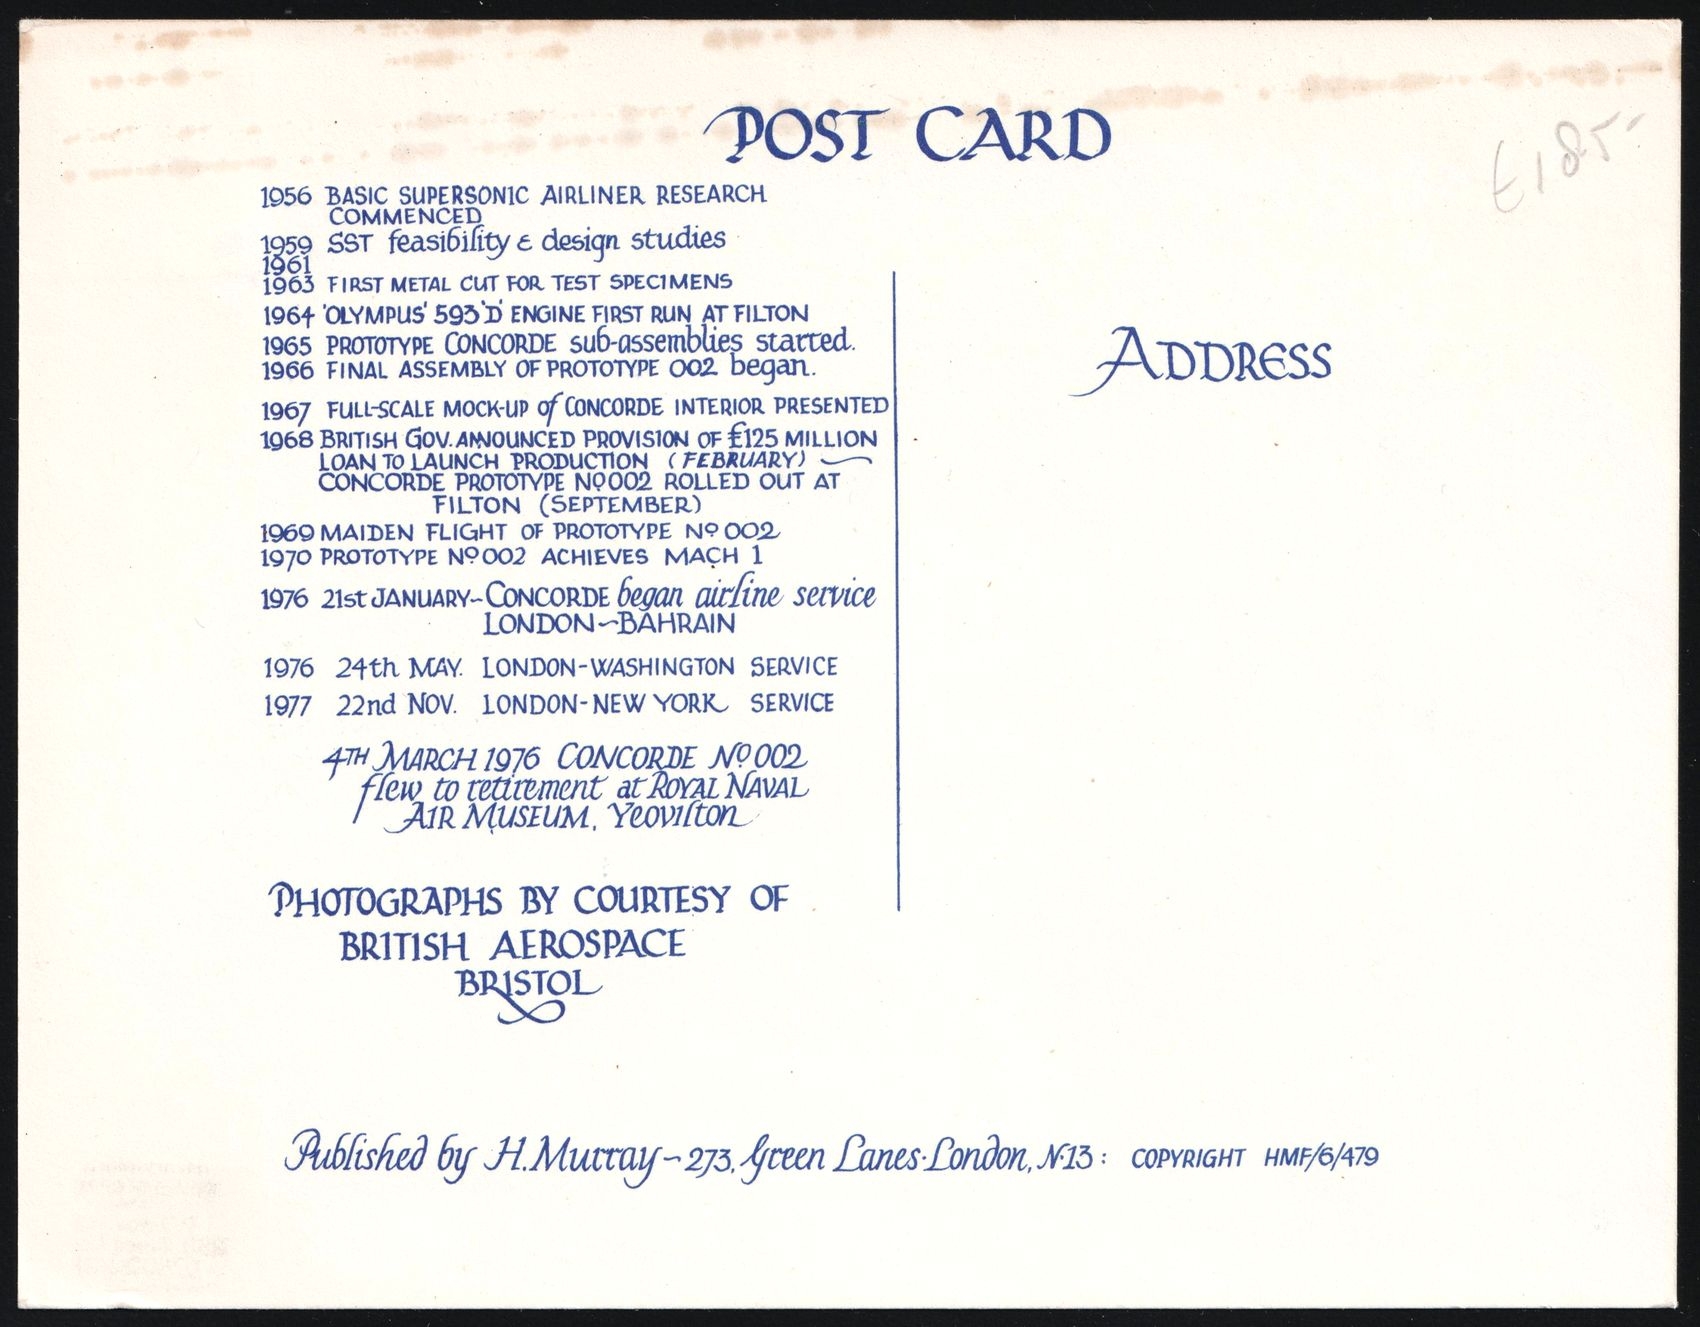 POST CARD
£185-
1956 BASIC SUPERSONIC AIRLINER RESEARCH
COMMENCED
1959 SST feasibility & design studies
1961
1963 FIRST METAL CUT FOR TEST SPECIMENS
1964 'OLYMPUS' 593 'D' ENGINE FIRST RUN AT FILTON
1965 PROTOTYPE CONCORDE sub-assemblies started.
1966 FINAL ASSEMBLY OF PROTOTYPE 002 began.
1967 FULL-SCALE MOCK-UP of CONCORDE INTERIOR PRESENTED
1968 BRITISH GOV. ANNOUNCED PROVISION OF £125 MILLION
LOAN TO LAUNCH PRODUCTION (FEBRUARY)
CONCORDE PROTOTYPE Nº 002 ROLLED OUT AT
FILTON (SEPTEMBER)
1969 MAIDEN FLIGHT OF PROTOTYPE Nº 002
1970 PROTOTYPE Nº 002 ACHIEVES MACH 1
1976 21st JANUARY~CONCORDE began airline service
LONDON~BAHRAIN
1976 24th MAY. LONDON-WASHINGTON SERVICE
1977 22nd NOV. LONDON-NEW YORK SERVICE
4TH MARCH 1976 CONCORDE Nº 002
flew to retirement at ROYAL NAVAL
AIR MUSEUM, Yeovilton
PHOTOGRAPHS BY COURTESY OF
BRITISH AEROSPACE
BRISTOL
ADDRESS
Published by H. Murray~273, Green Lanes·London, N·13: COPYRIGHT HMF/6/479